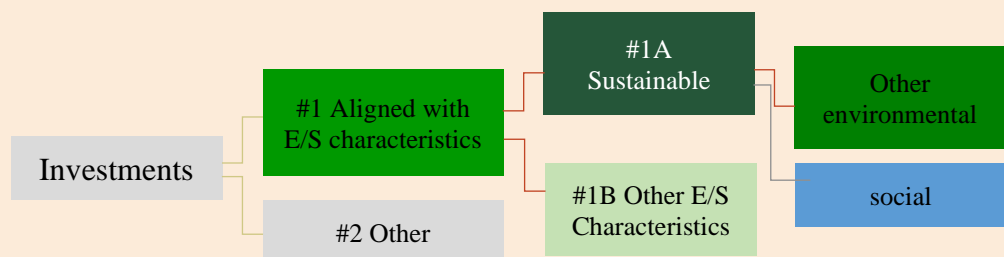 #1A
Sustainable
Other
environmental
#1 Aligned with
E/S characteristics
Investments
#1B Other E/S
Characteristics
social
#2 Other